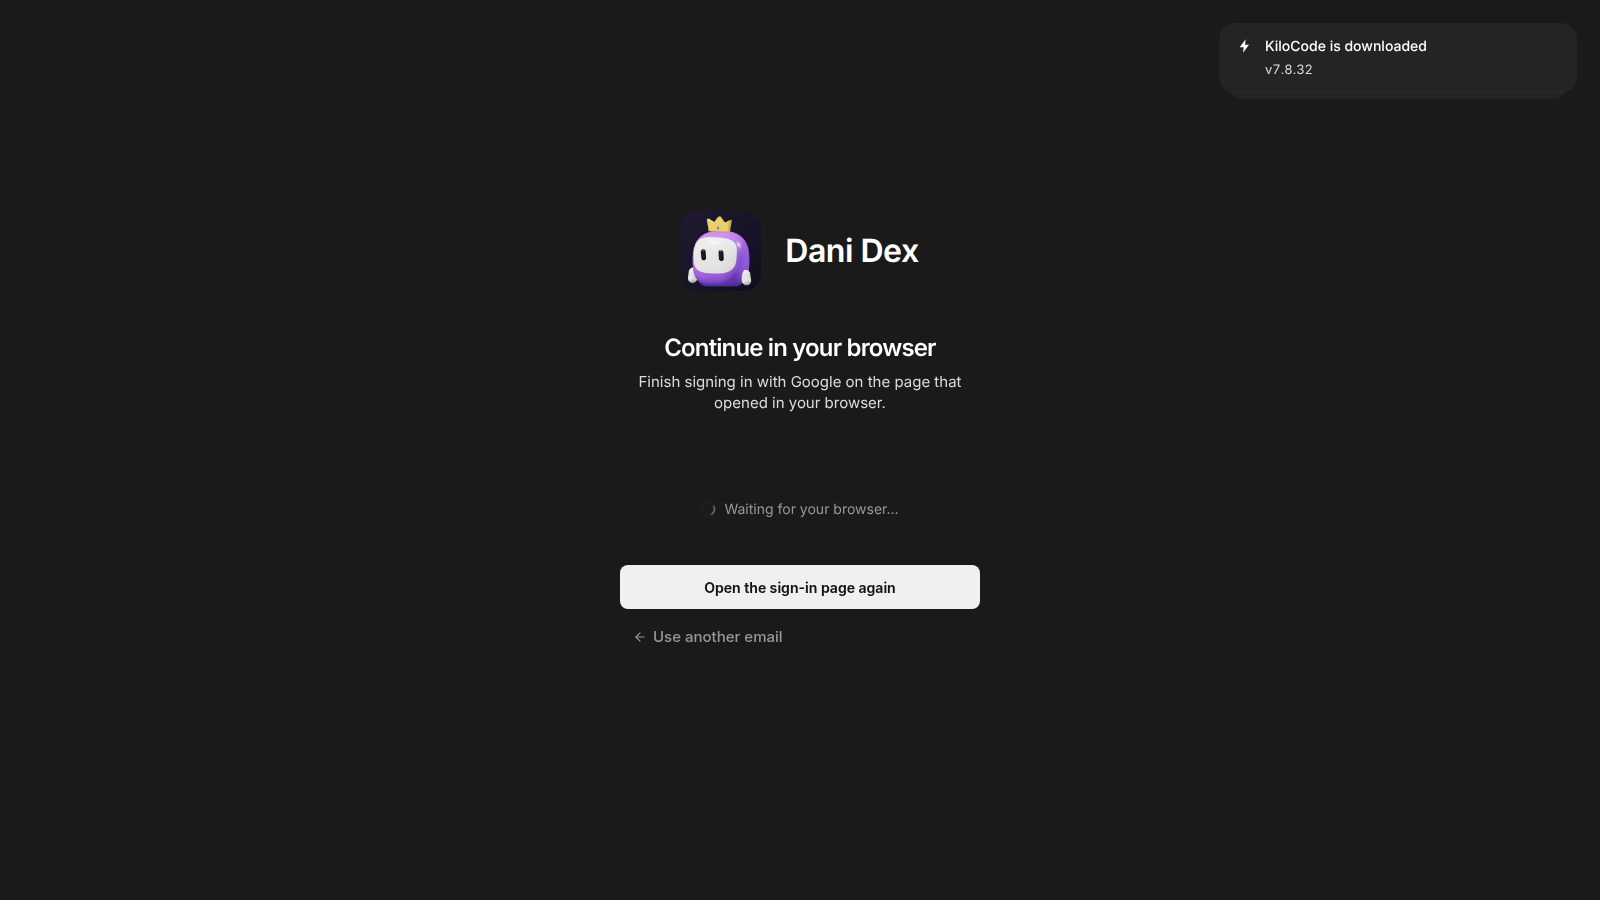 KiloCode is downloaded
v7.8.32
Dani Dex
Continue in your browser
Finish signing in with Google on the page that
opened in your browser.
Waiting for your browser...
Open the sign-in page again
Use another email